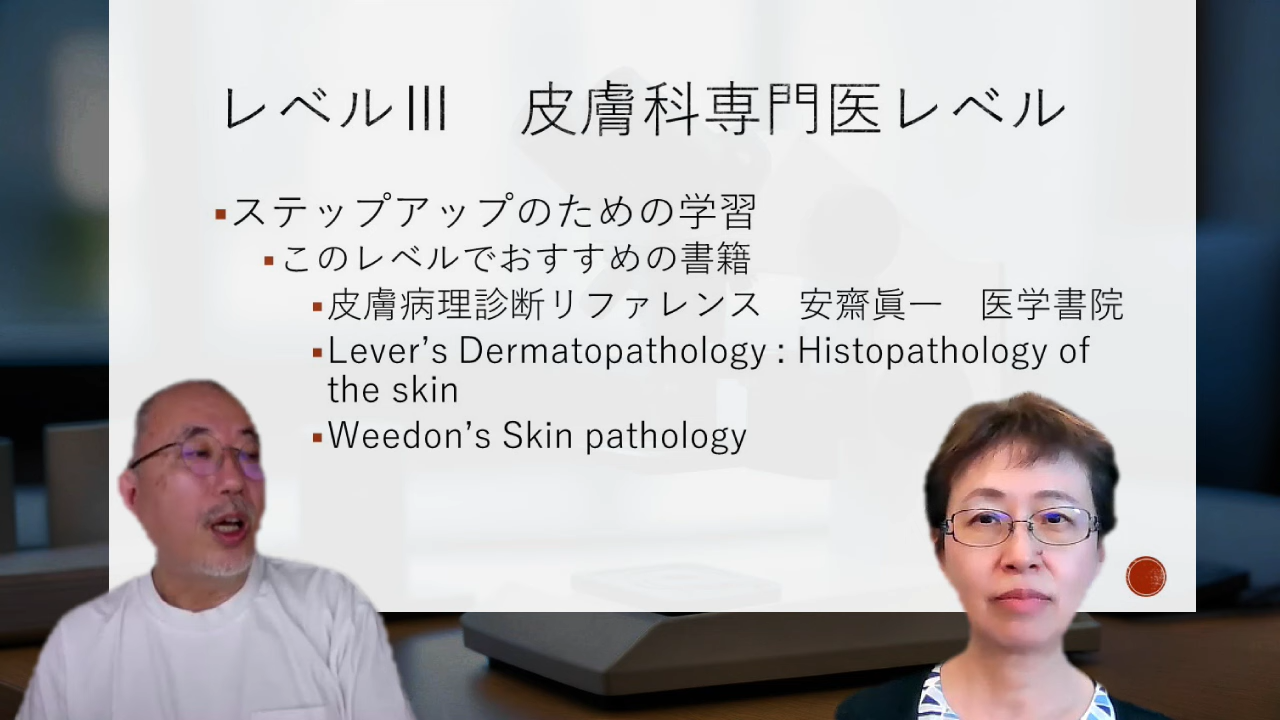 レベルⅢ　皮膚科専門医レベル
▪ステップアップのための学習
▪このレベルでおすすめの書籍
▪皮膚病理診断リファレンス　安齋眞一　医学書院
▪Lever’s Dermatopathology : Histopathology of
the skin
▪Weedon’s Skin pathology